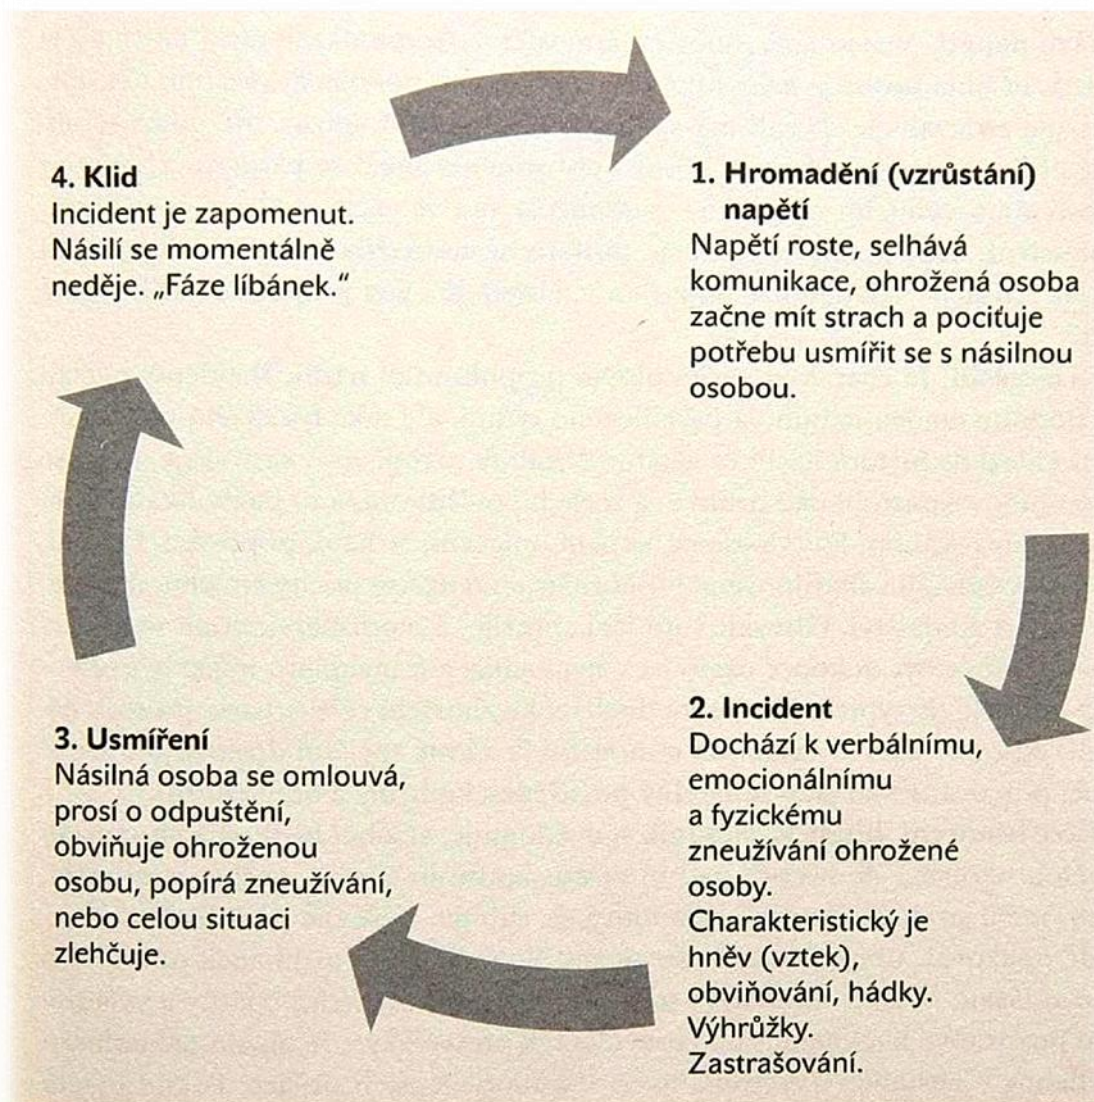 4. Klid
Incident je zapomenut.
Násilí se momentálně
neděje. „Fáze líbánek.“
1. Hromadění (vzrůstání)
napětí
Napětí roste, selhává
komunikace, ohrožená osoba
začne mít strach a pociťuje
potřebu usmířit se s násilnou
osobou.
2. Incident
Dochází k verbálnímu,
emocionálnímu
a fyzickému
zneužívání ohrožené
osoby.
Charakteristický je
hněv (vztek),
obviňování, hádky.
Výhrůžky.
Zastrašování.
3. Usmíření
Násilná osoba se omlouvá,
prosí o odpuštění,
obviňuje ohroženou
osobu, popírá zneužívání,
nebo celou situaci
zlehčuje.